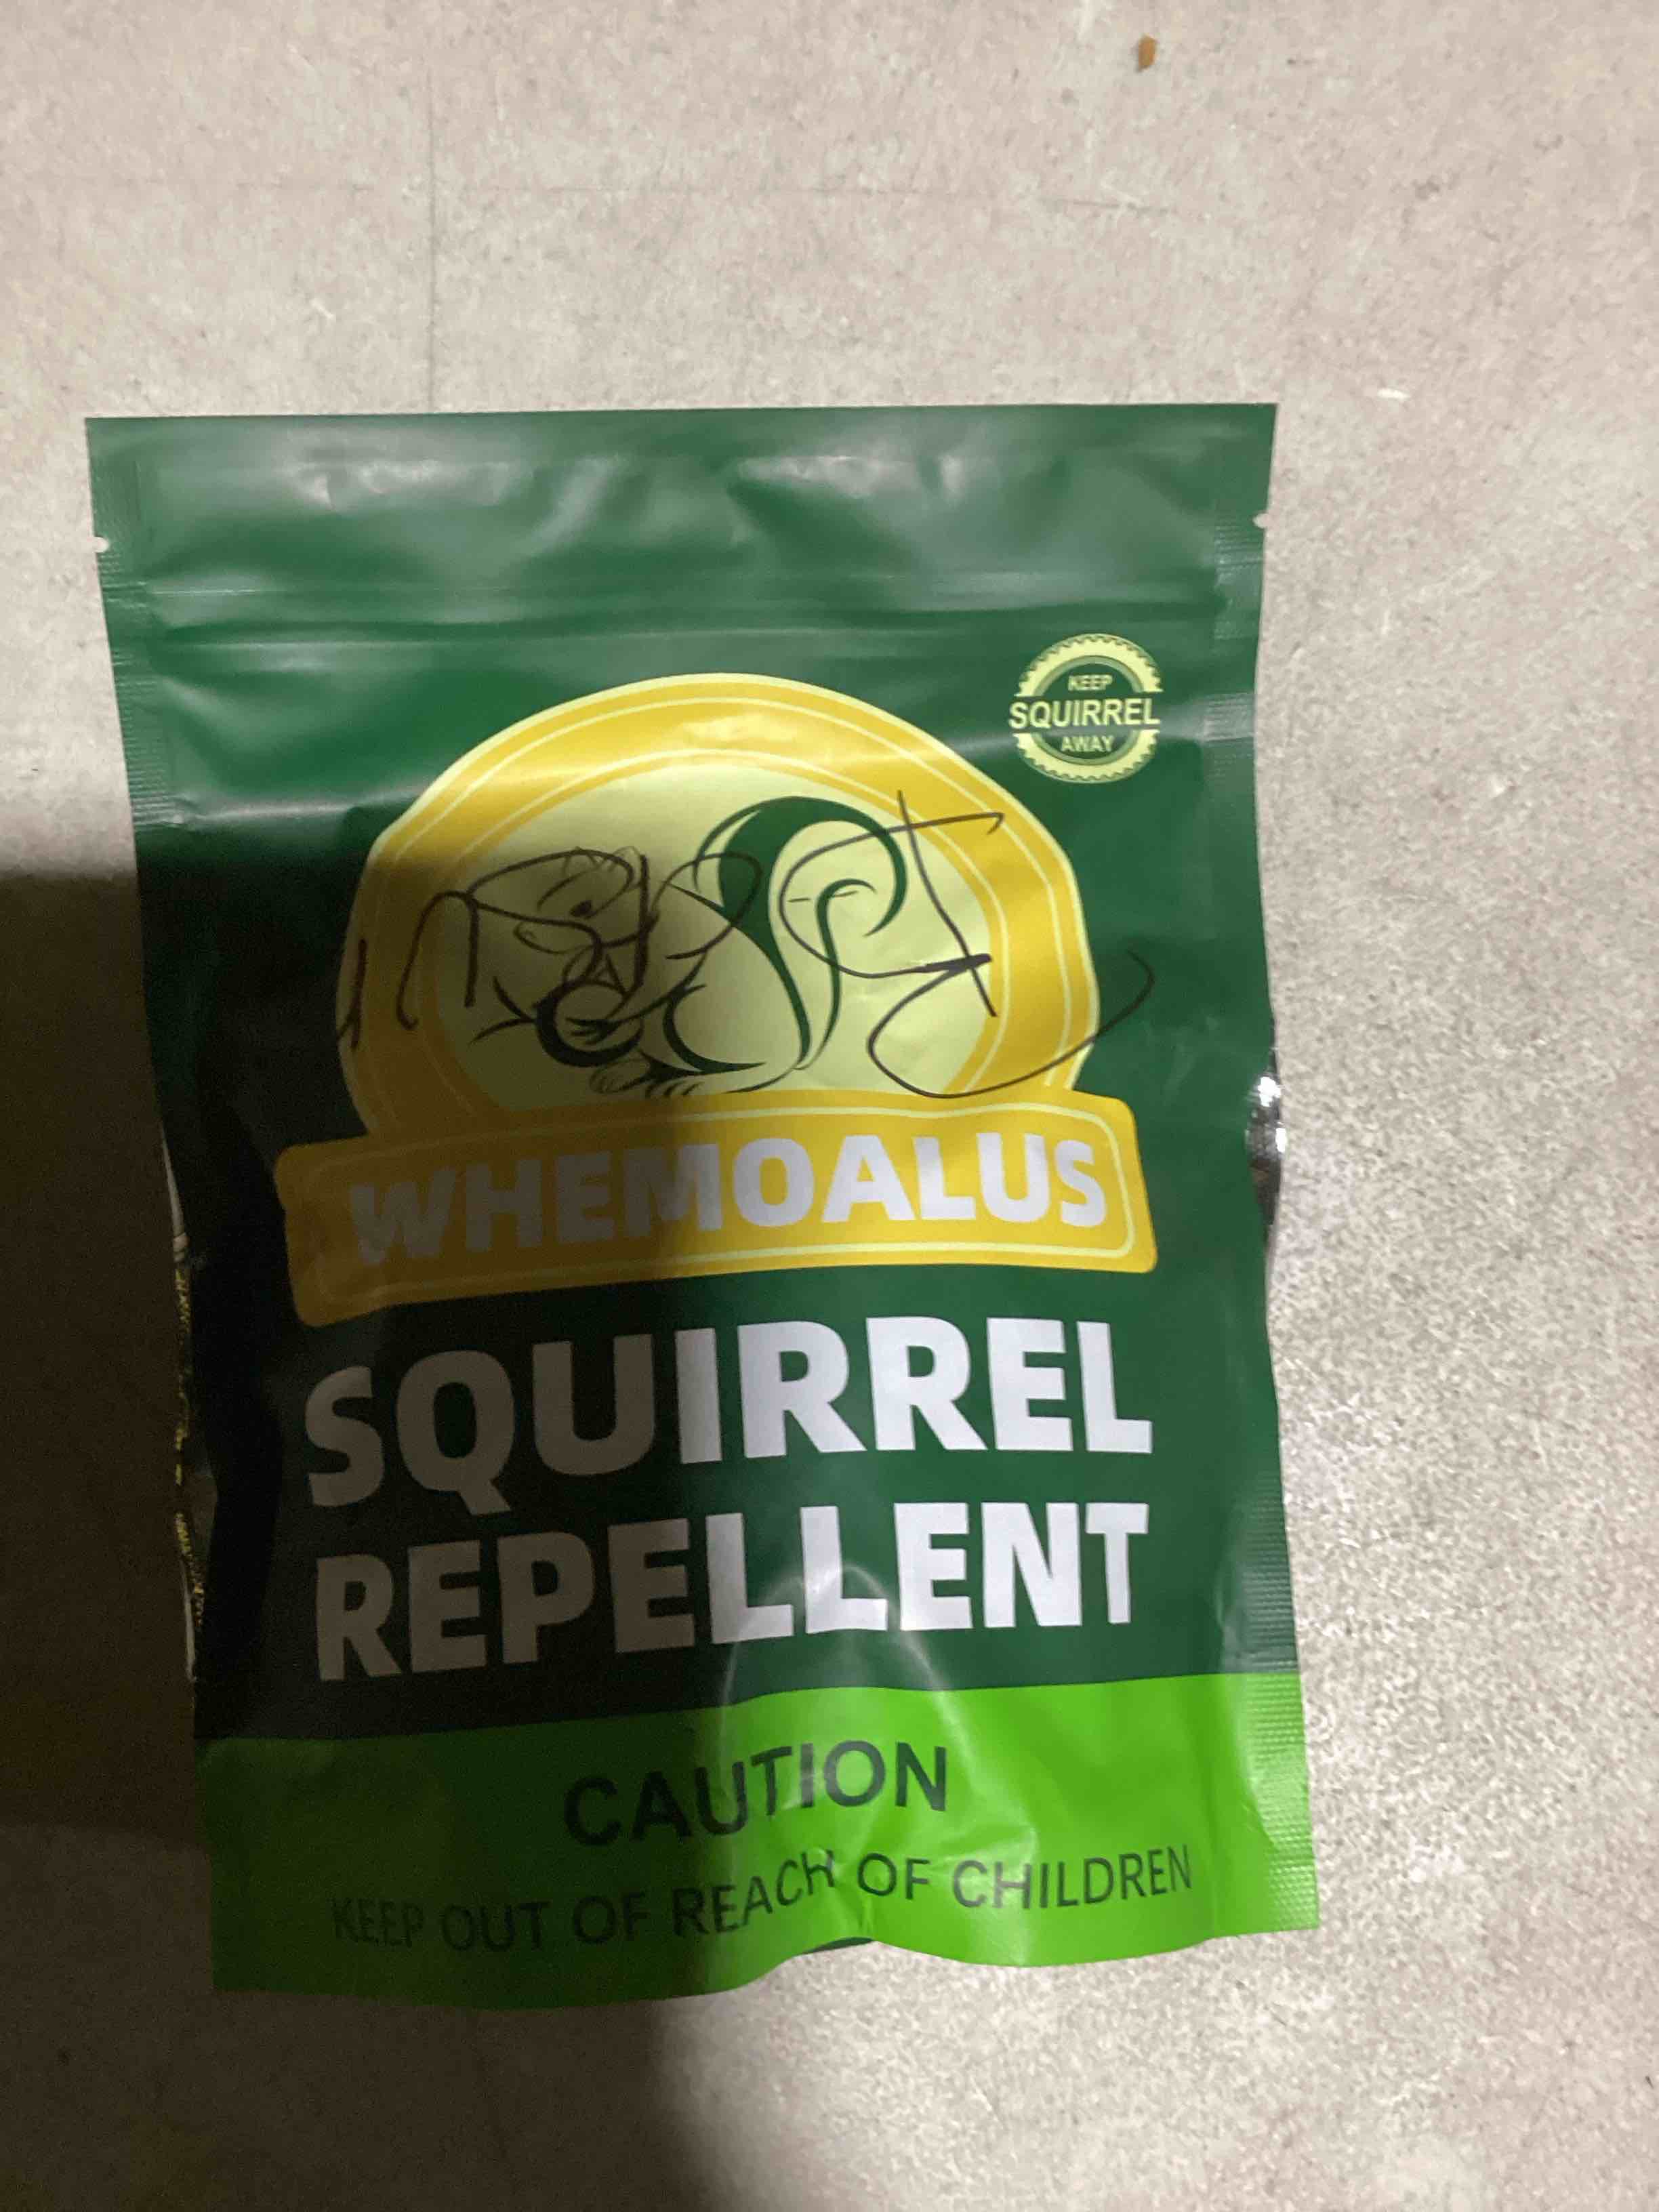 KEEP
SQUIRREL
AWAY
WHEMOALUS
SQUIRREL
REPELLENT
CAUTION
KEEP OUT OF REACH OF CHILDREN